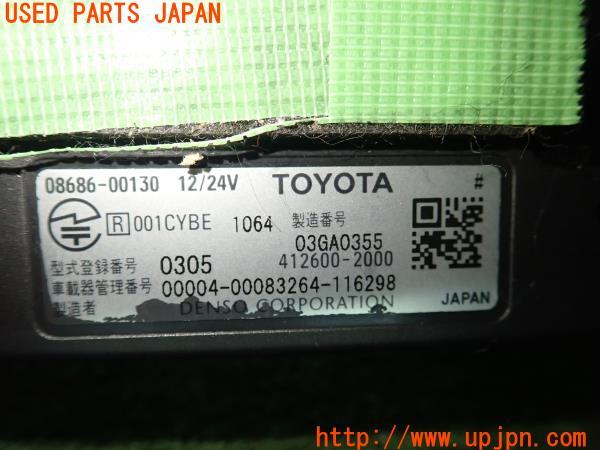 USED PARTS JAPAN
08686-00130 12/24V TOYOTA #
R 001CYBE 1064 製造番号
03GA0355
型式登録番号 0305 412600-2000
車載器管理番号 00004-00083264-116298
製造者 DENSO CORPORATION JAPAN
http://www.upjpn.com/